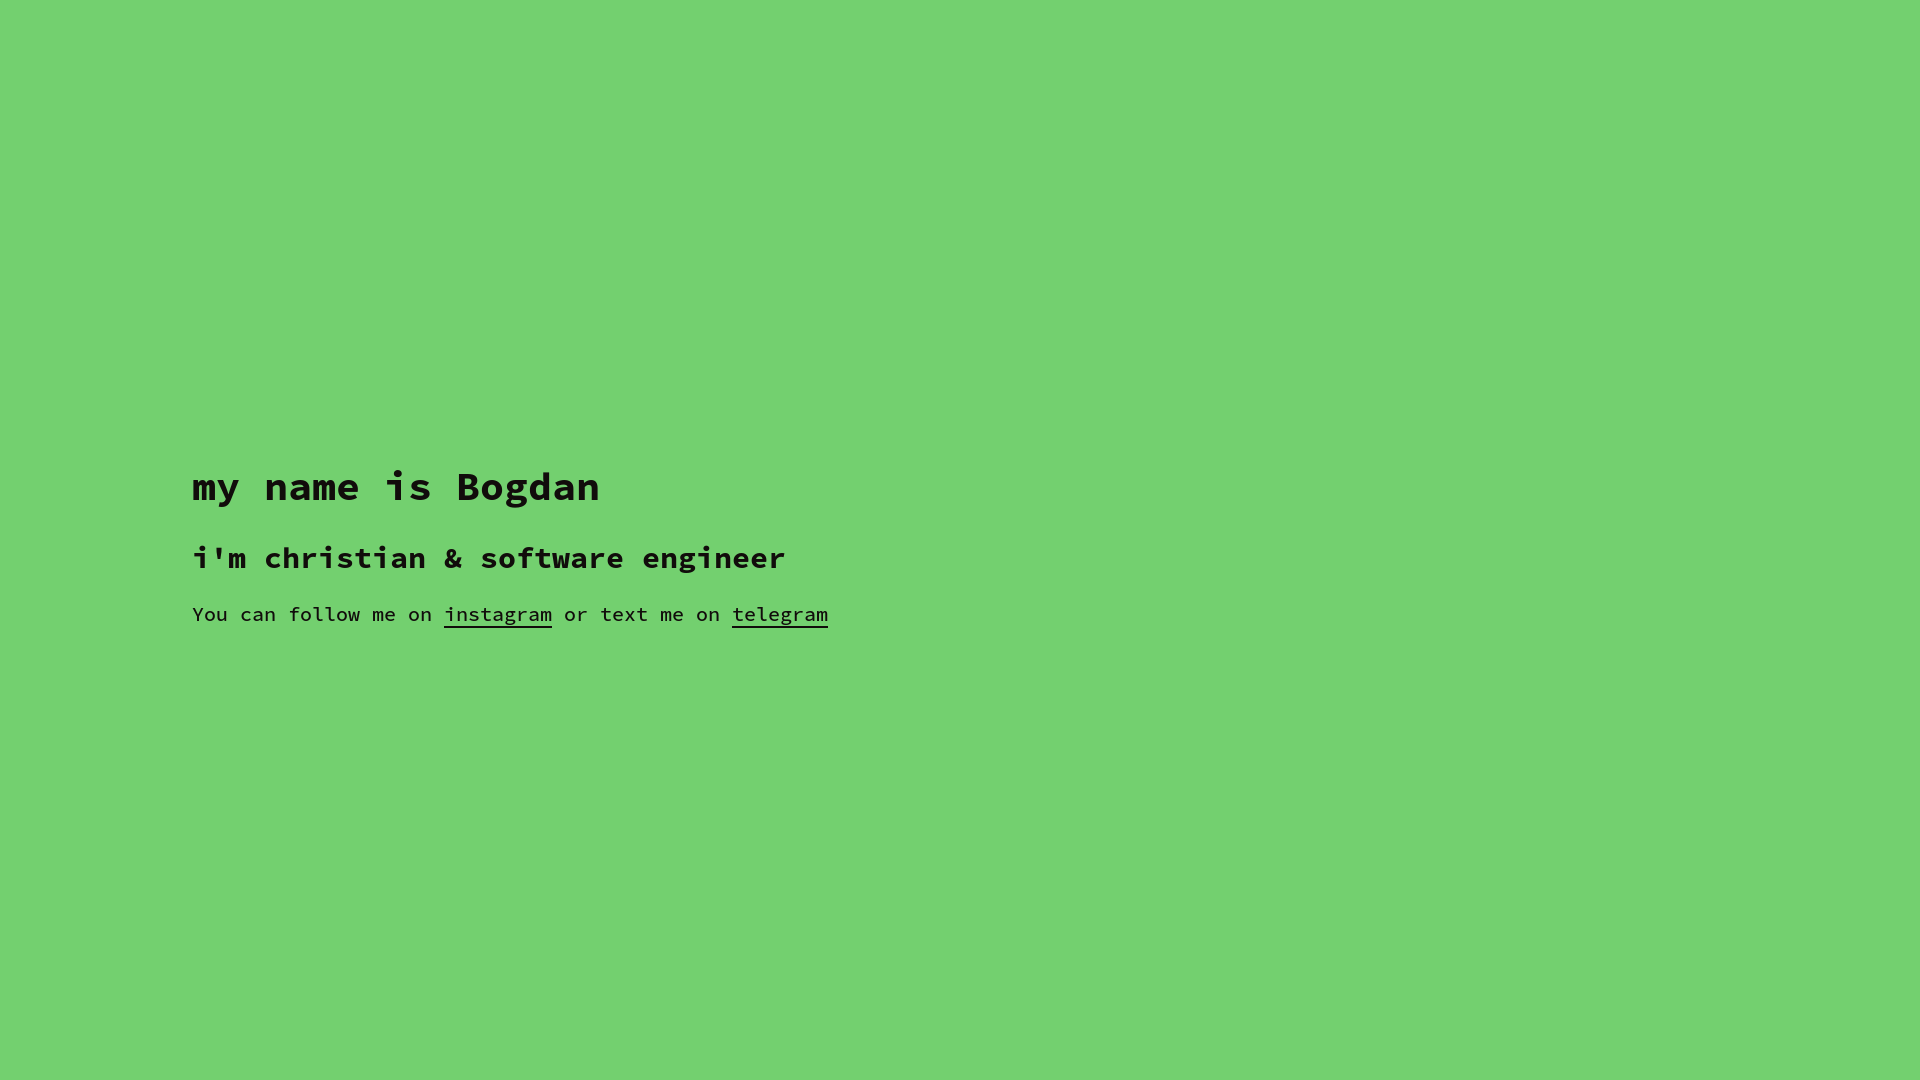 my name is Bogdan
i'm christian & software engineer
You can follow me on instagram or text me on telegram